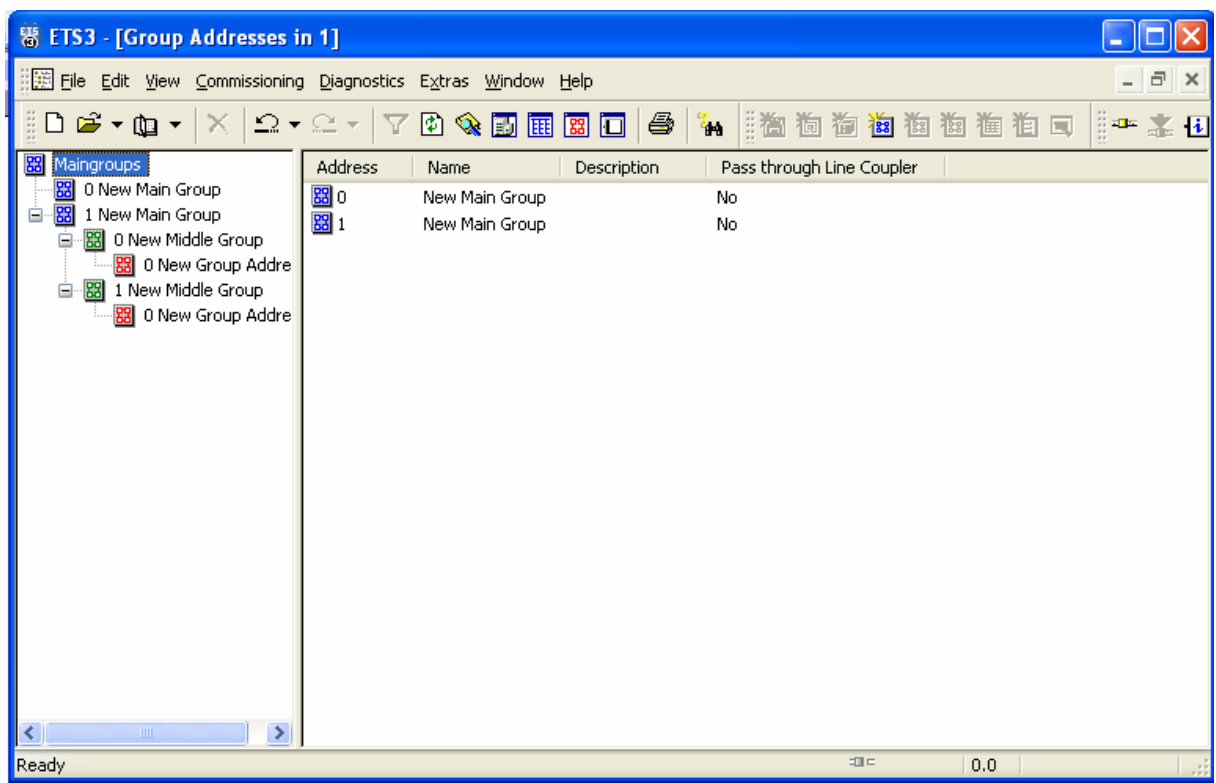 ETS3 - [Group Addresses in 1]
File Edit View Commissioning Diagnostics Extras Window Help
Maingroups
0 New Main Group
1 New Main Group
0 New Middle Group
0 New Group Addre
1 New Middle Group
0 New Group Addre
Address Name Description Pass through Line Coupler
0 New Main Group No
1 New Main Group No
Ready 0.0